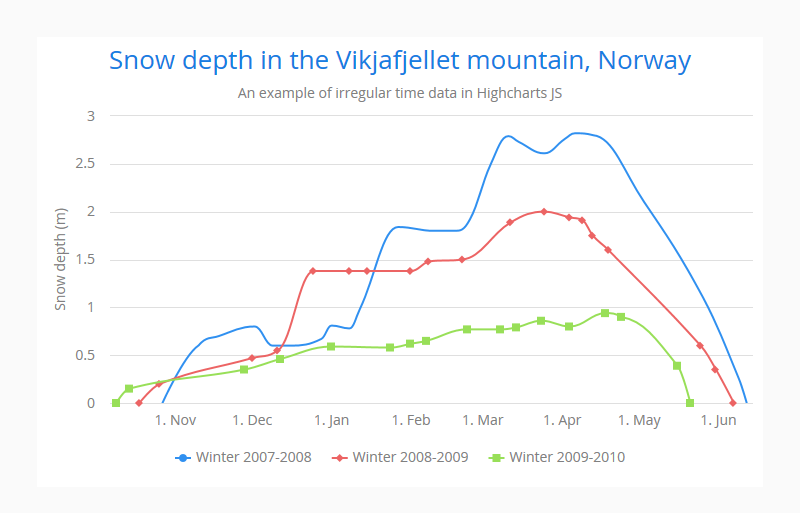 Snow depth in the Vikjafjellet mountain, Norway
An example of irregular time data in Highcharts JS
Snow depth (m)
3
2.5
2
1.5
1
0.5
0
1. Nov 1. Dec 1. Jan 1. Feb 1. Mar 1. Apr 1. May 1. Jun
Winter 2007-2008 Winter 2008-2009 Winter 2009-2010